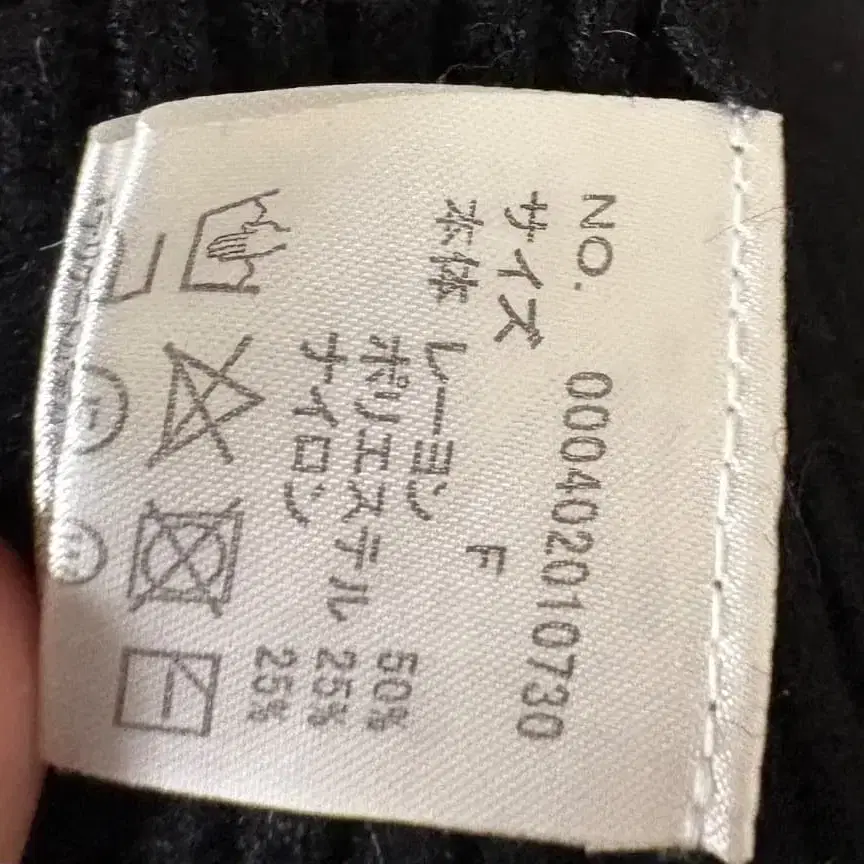 NO. 000402010730
サイズ F
本体 レーヨン 50%
ポリエステル 25%
ナイロン 25%